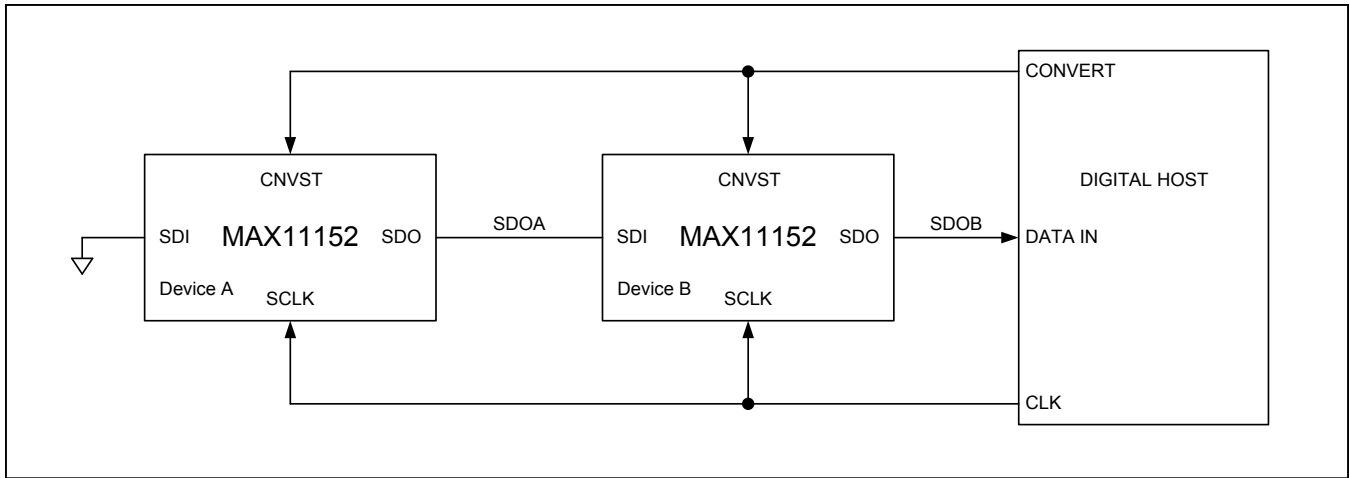 CONVERT
CNVST
CNVST
DIGITAL HOST
SDI MAX11152 SDO
SDOA
SDI MAX11152 SDO
SDOB
DATA IN
Device A
SCLK
Device B
SCLK
CLK